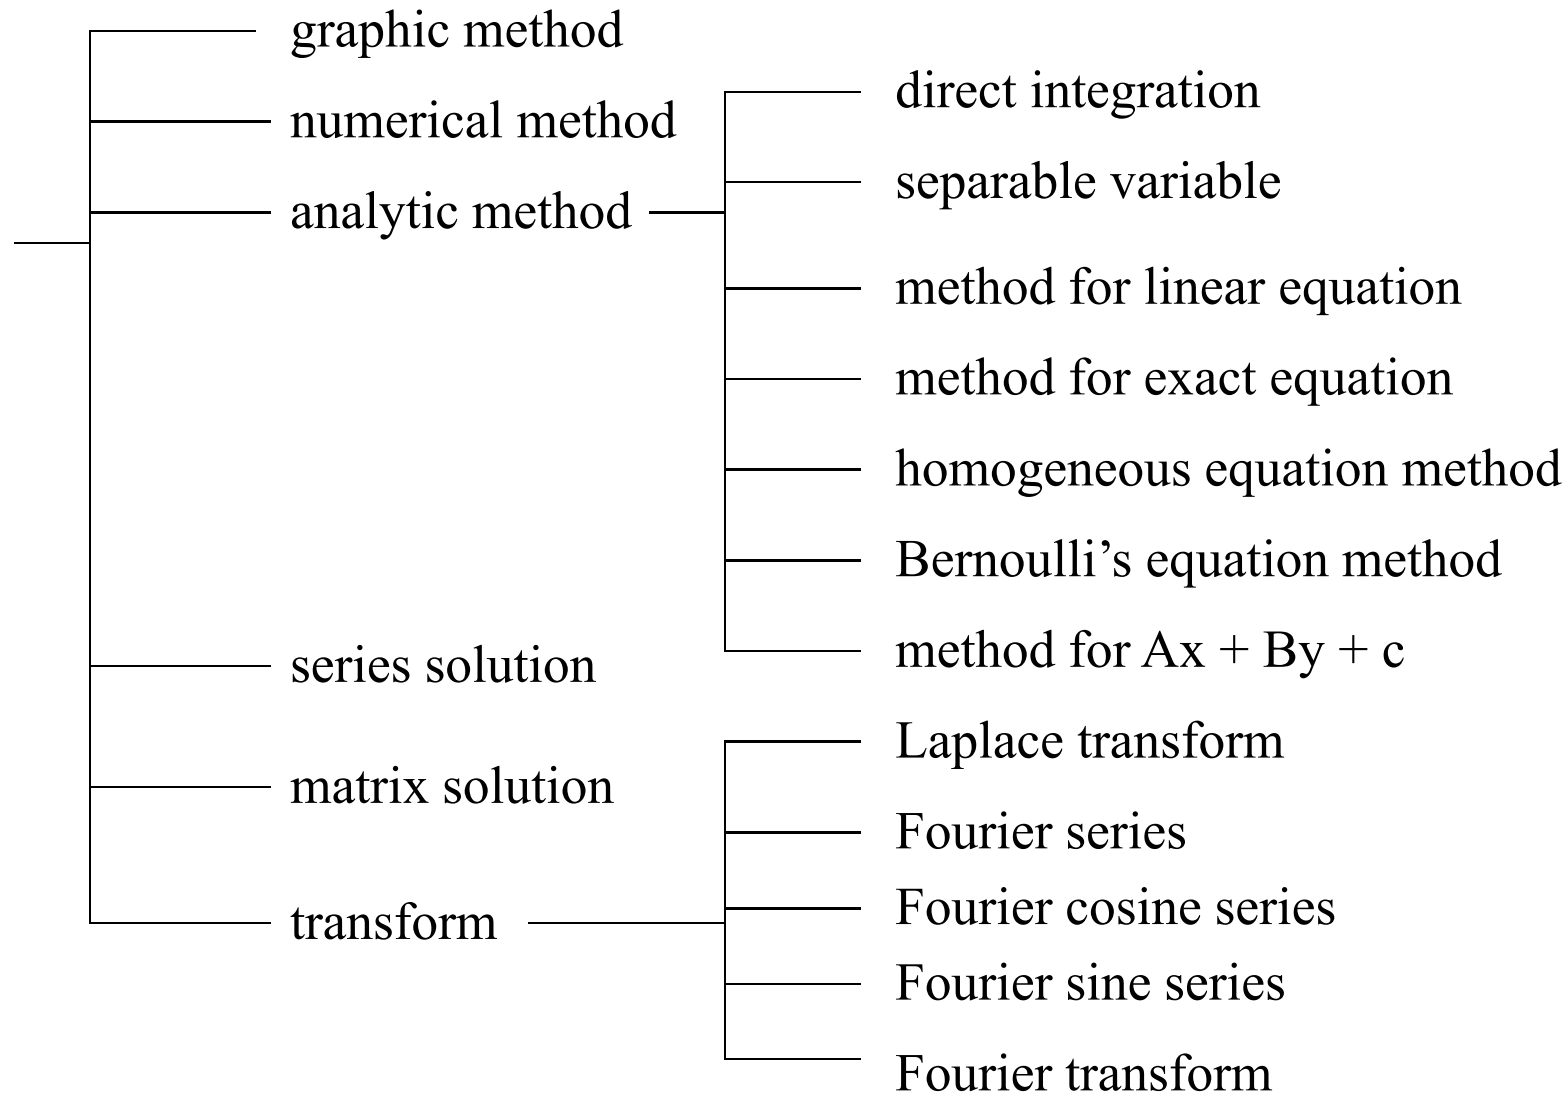 graphic method
numerical method
analytic method
direct integration
separable variable
method for linear equation
method for exact equation
homogeneous equation method
Bernoulli’s equation method
method for Ax + By + c
series solution
matrix solution
transform
Laplace transform
Fourier series
Fourier cosine series
Fourier sine series
Fourier transform